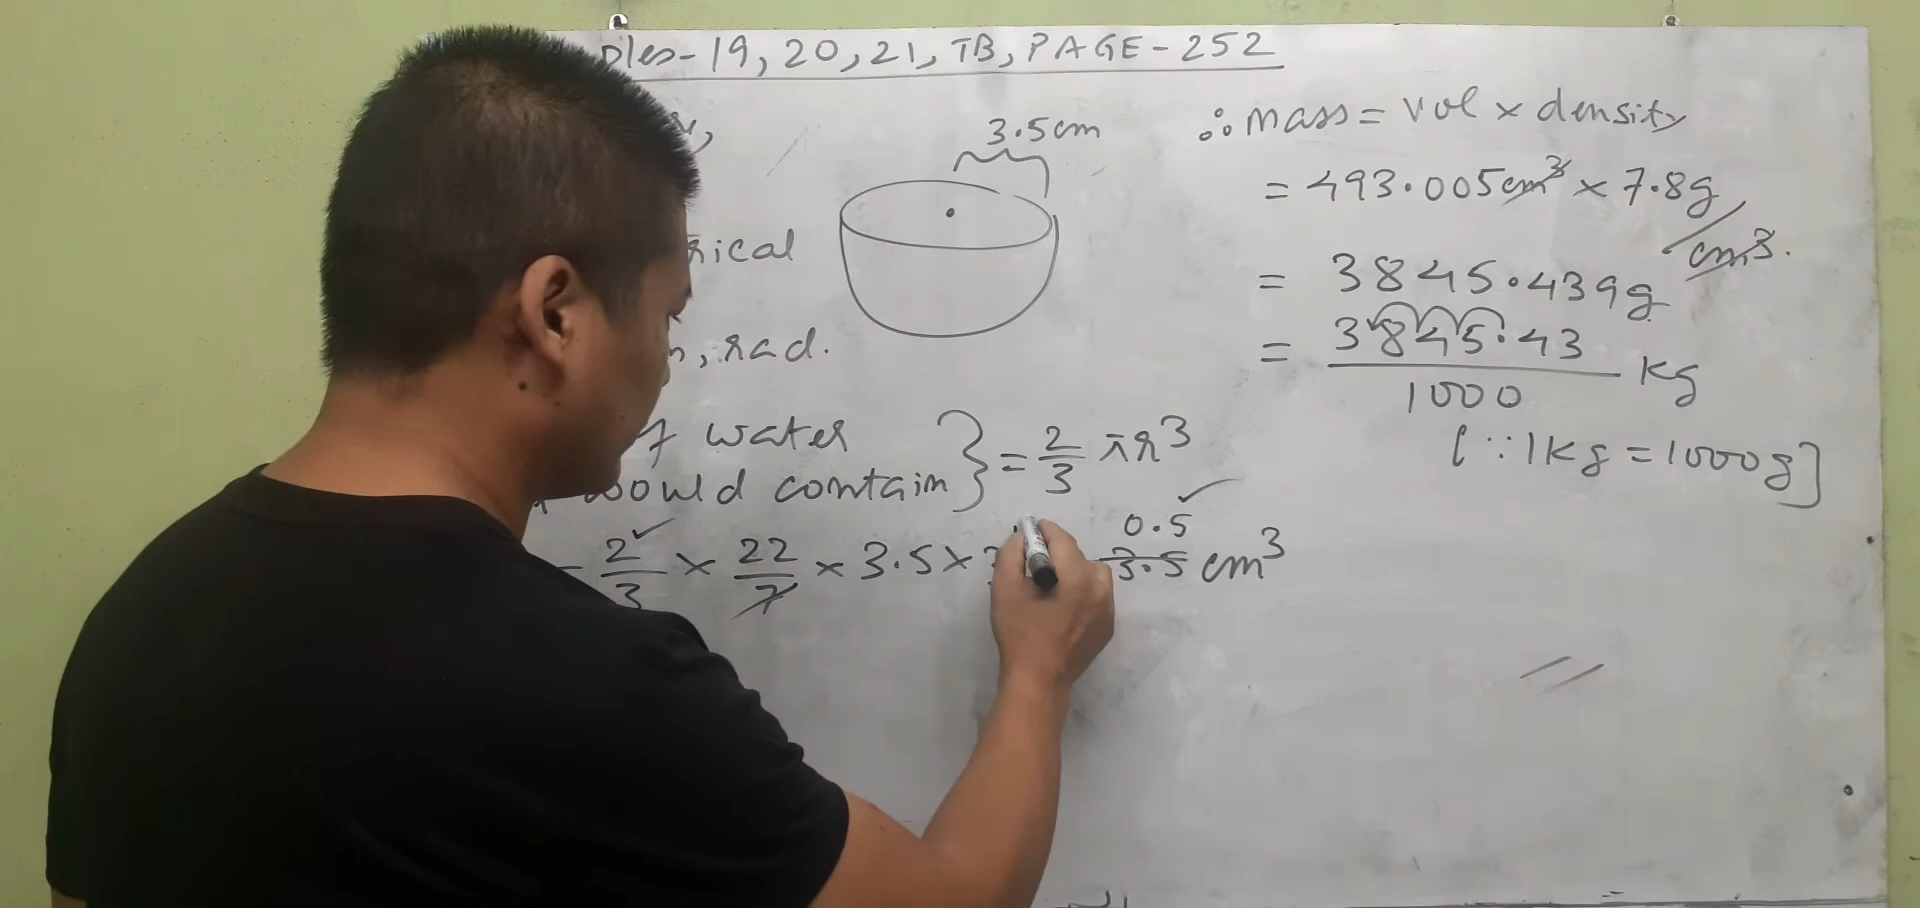 ples-19, 20, 21, TB, PAGE-252
3.5cm
rical
, rad.
water
would contain } = 2/3 πr³
= 2/3 × 22/7 × 3.5 × 3.5 cm³
0.5
∴ mass = vol × density
= 493.005cm³ × 7.8g/cm³.
= 3845.439g
= 3845.43/1000 kg
[∵ 1kg = 1000g]